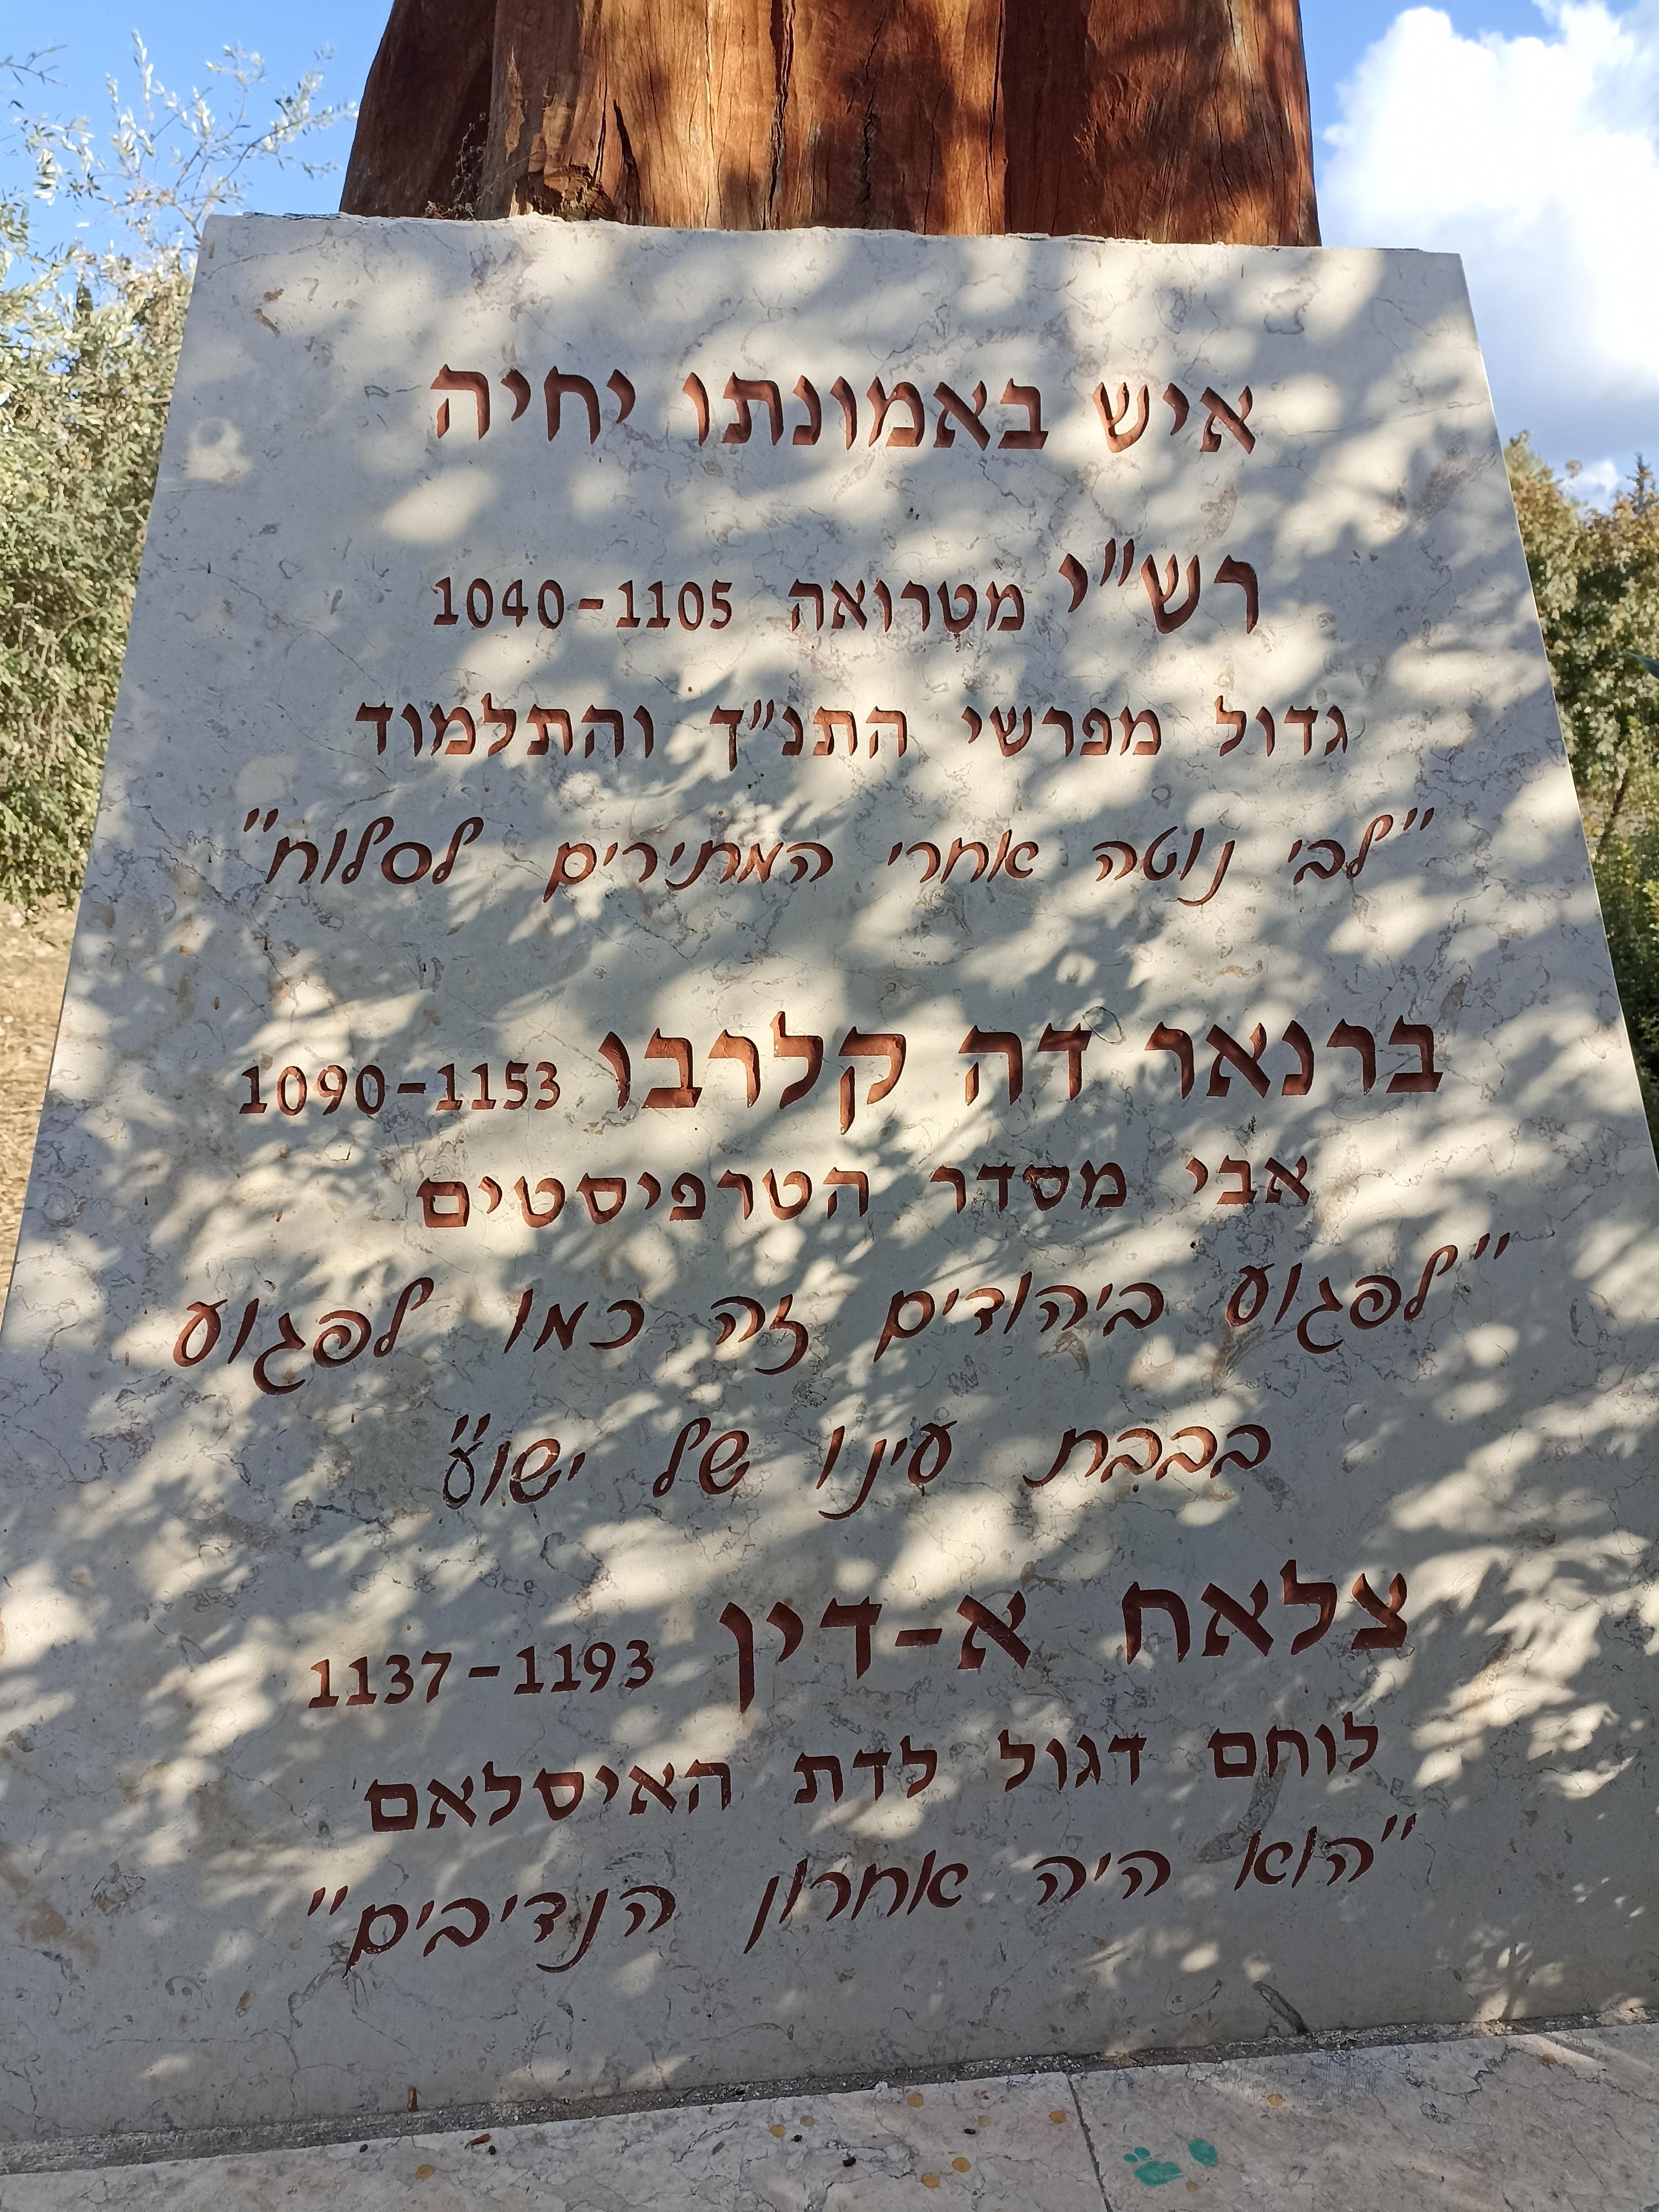 איש באמונתו יחיה
רש"י מטרואה 1040-1105
גדול מפרשי התנ"ך והתלמוד
"לבי נוטה אחרי המתירים לסלוח"
ברנאר דה קלרבו 1090-1153
אבי מסדר הטרפיסטים
"לפגוע ביהודים זה כמו לפגוע
בבבת עינו של ישוע"
צלאח א-דין 1137-1193
לוחם דגול לדת האיסלאם
"הוא היה אחרון הנדיבים"